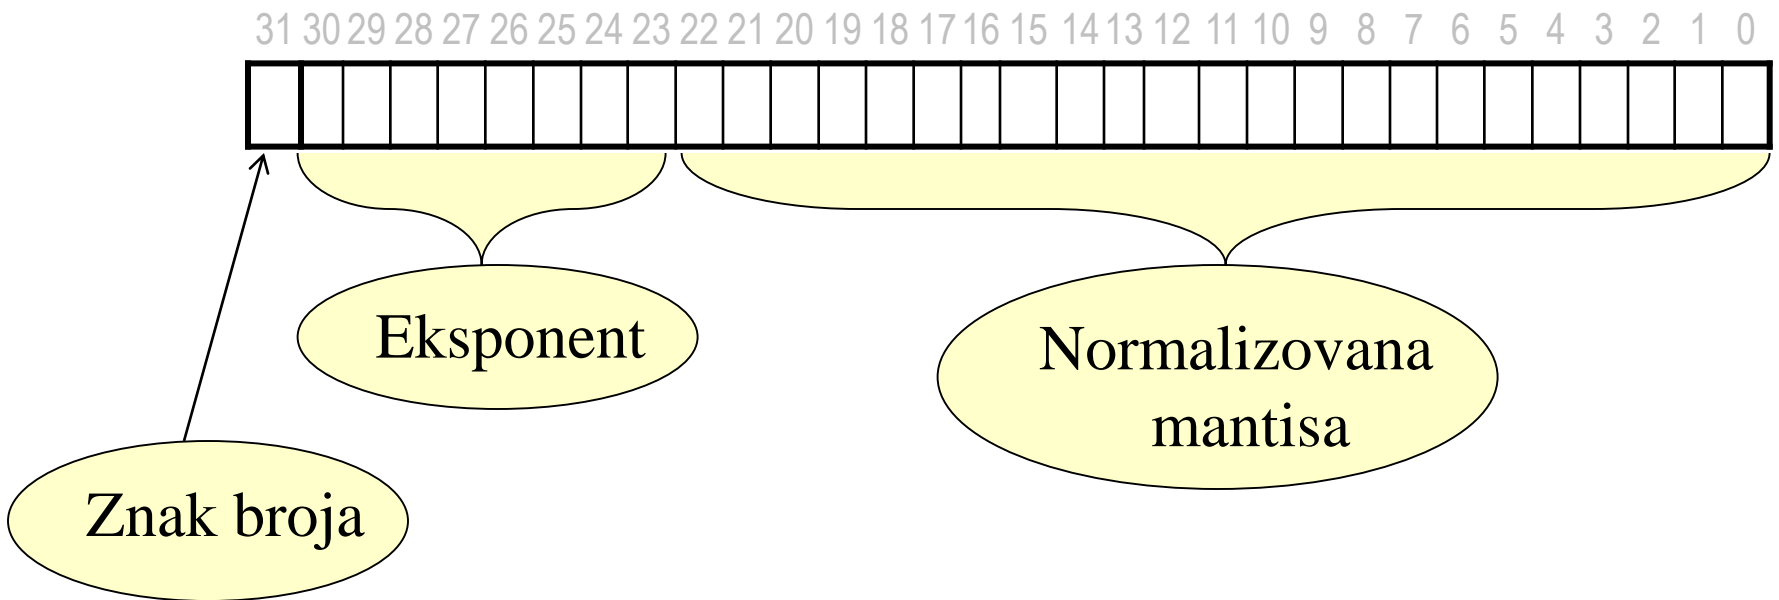 31 30 29 28 27 26 25 24 23 22 21 20 19 18 17 16 15 14 13 12 11 10 9 8 7 6 5 4 3 2 1 0
Eksponent
Normalizovana
mantisa
Znak broja